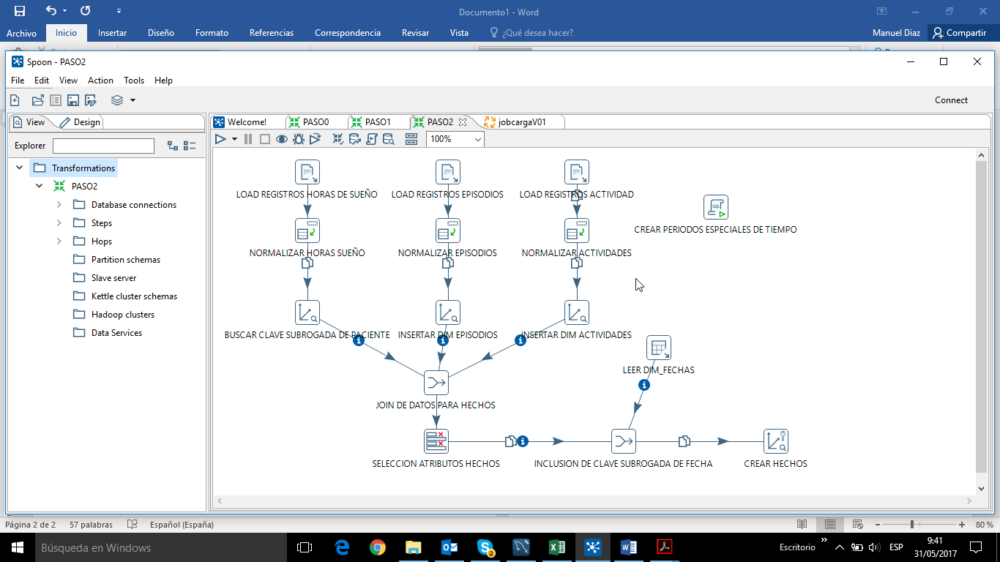 Documento1 - Word
Archivo
Inicio
Insertar
Diseño
Formato
Referencias
Correspondencia
Revisar
Vista
¿Qué desea hacer?
Manuel Diaz
Compartir
Spoon - PASO2
File
Edit
View
Action
Tools
Help
Connect
View
Design
Welcome!
PASO0
PASO1
PASO2
jobcargaV01
Explorer
100%
Transformations
PASO2
Database connections
Steps
Hops
Partition schemas
Slave server
Kettle cluster schemas
Hadoop clusters
Data Services
LOAD REGISTROS HORAS DE SUEÑO
LOAD REGISTROS EPISODIOS
LOAD REGISTROS ACTIVIDAD
SQL
CREAR PERIODOS ESPECIALES DE TIEMPO
NORMALIZAR HORAS SUEÑO
NORMALIZAR EPISODIOS
NORMALIZAR ACTIVIDADES
BUSCAR CLAVE SUBROGADA DE PACIENTE
INSERTAR DIM EPISODIOS
INSERTAR DIM ACTIVIDADES
LEER DIM_FECHAS
JOIN DE DATOS PARA HECHOS
SELECCION ATRIBUTOS HECHOS
INCLUSION DE CLAVE SUBROGADA DE FECHA
CREAR HECHOS
Página 2 de 2
57 palabras
Español (España)
80 %
Búsqueda en Windows
2
Escritorio
ESP
9:41
31/05/2017